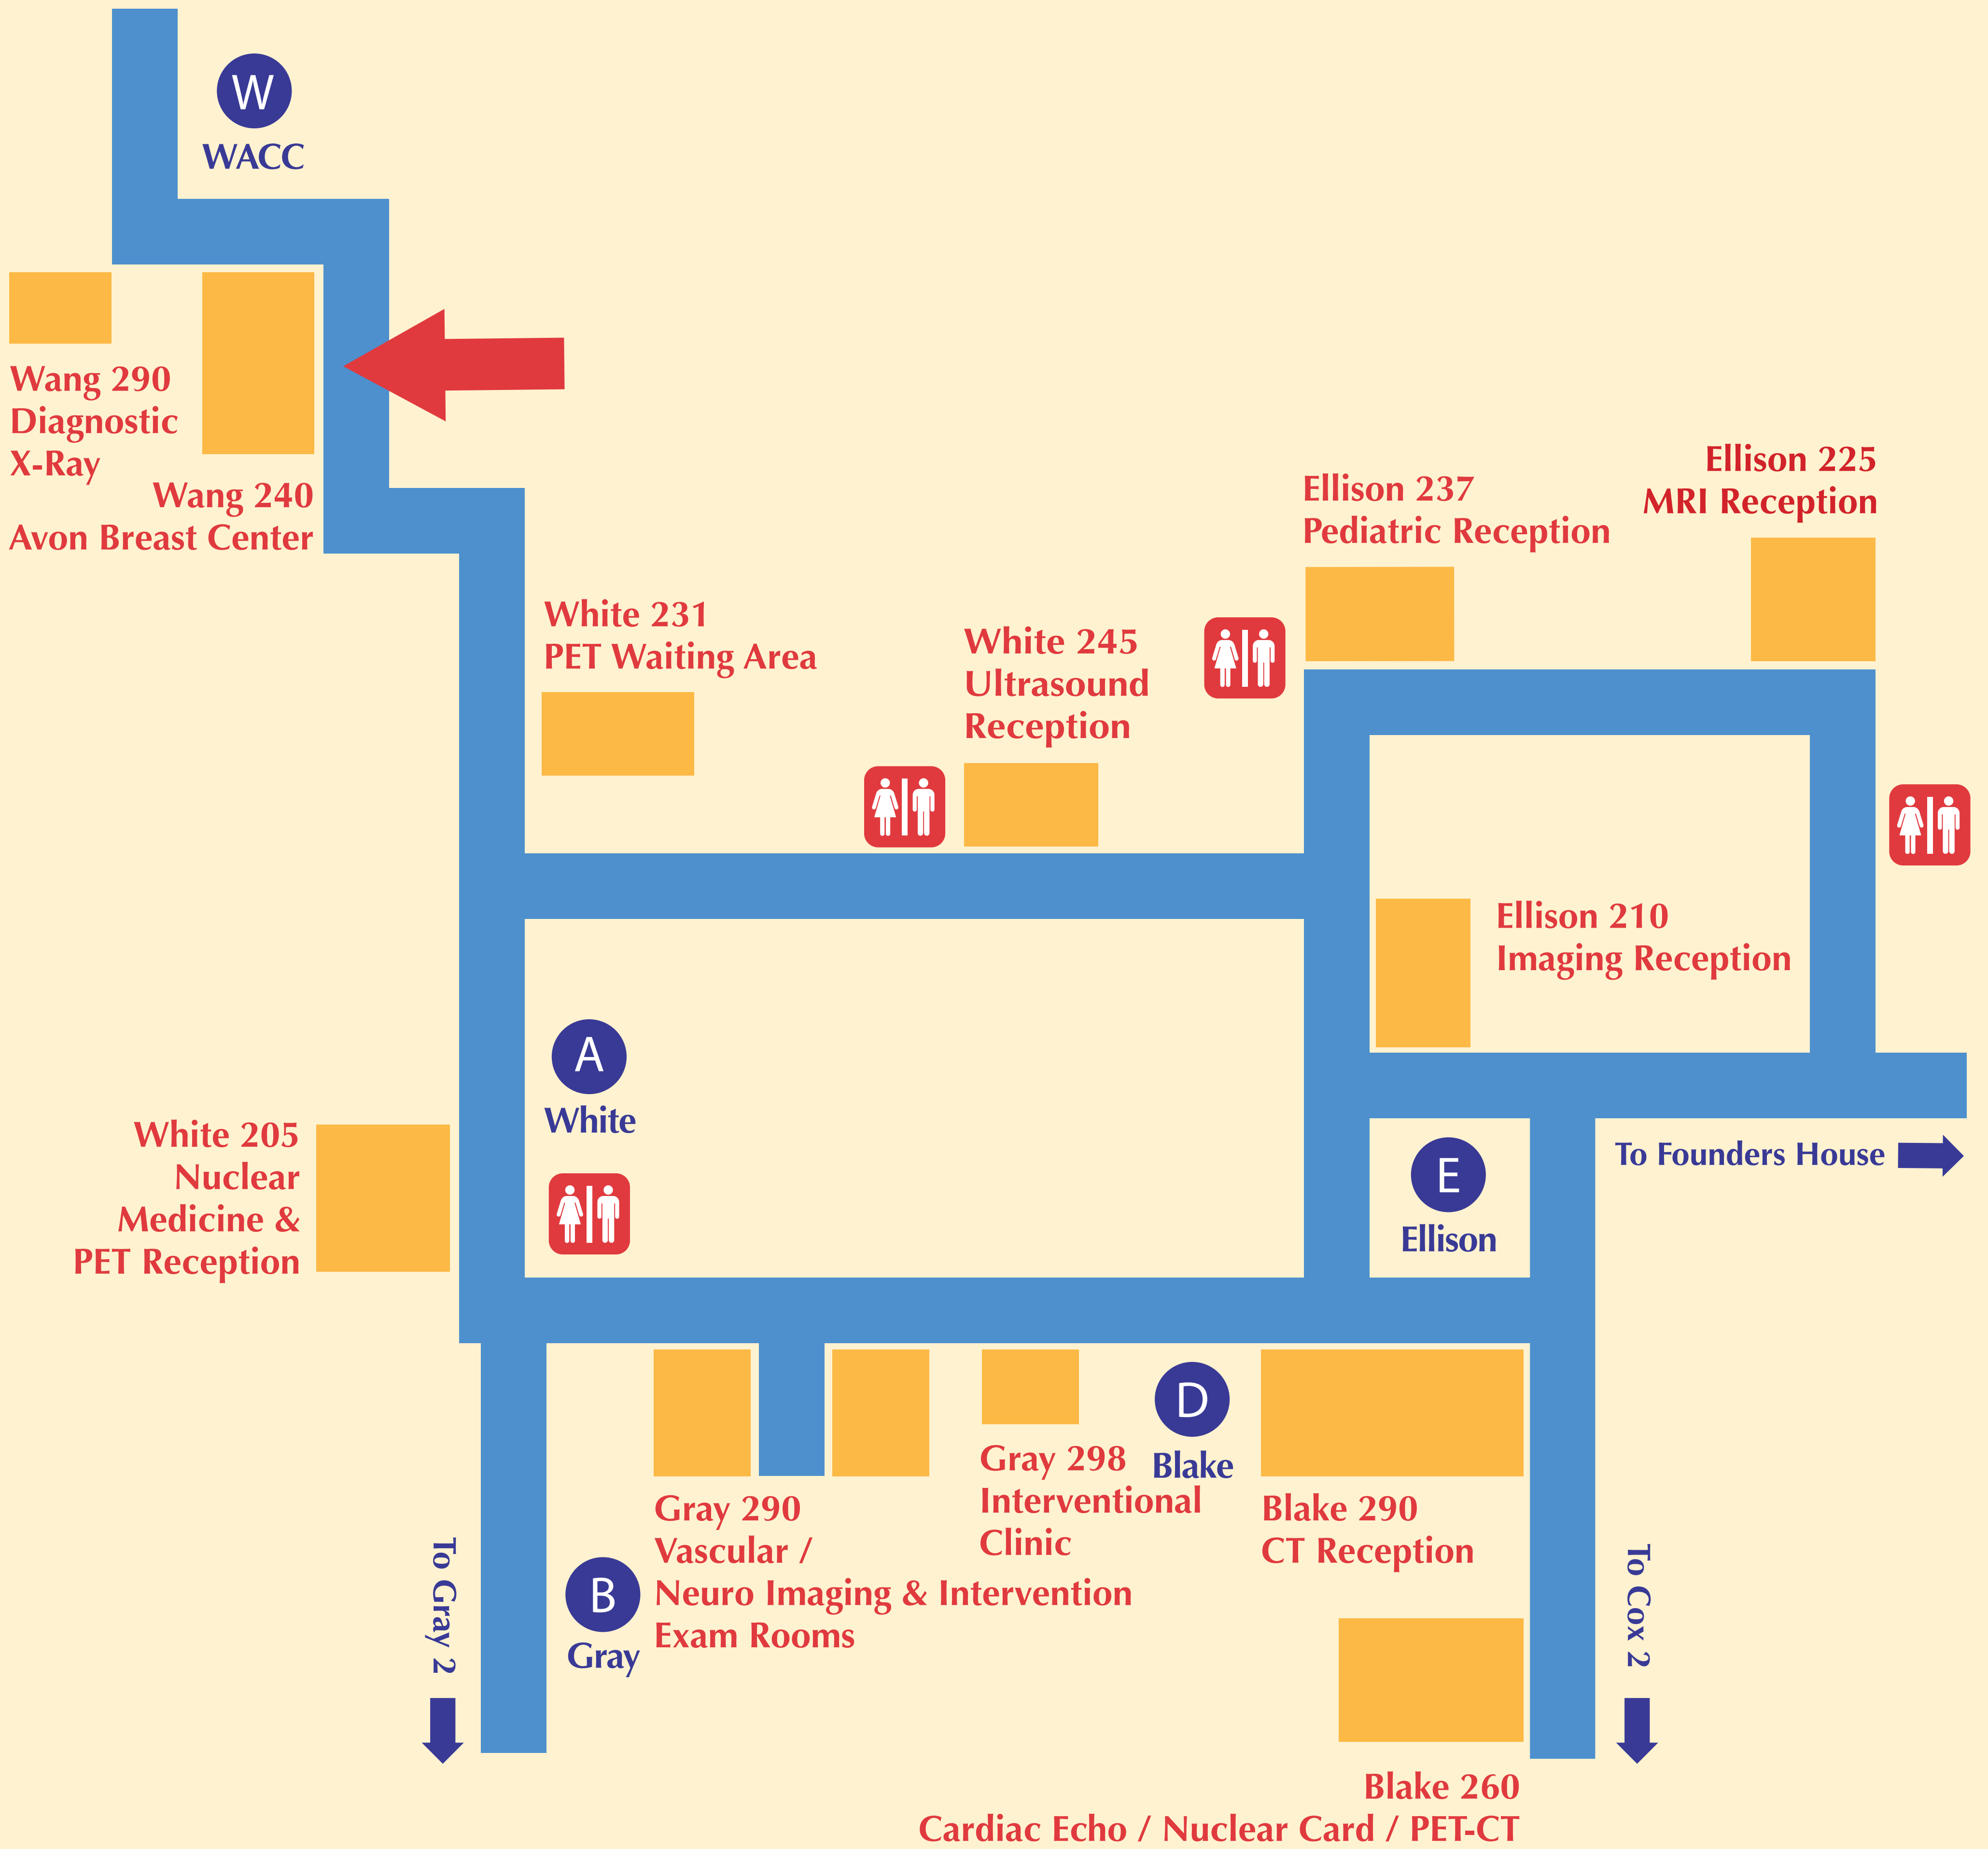 W
WACC
Wang 290
Diagnostic
X-Ray
Wang 240
Avon Breast Center
White 231
PET Waiting Area
White 245
Ultrasound
Reception
Ellison 237
Pediatric Reception
Ellison 225
MRI Reception
Ellison 210
Imaging Reception
A
White
White 205
Nuclear
Medicine &
PET Reception
E
Ellison
To Founders House
D
Blake
Gray 298
Interventional
Clinic
Gray 290
Vascular /
Neuro Imaging & Intervention
Exam Rooms
B
Gray
Blake 290
CT Reception
To Gray 2
To Cox 2
Blake 260
Cardiac Echo / Nuclear Card / PET-CT